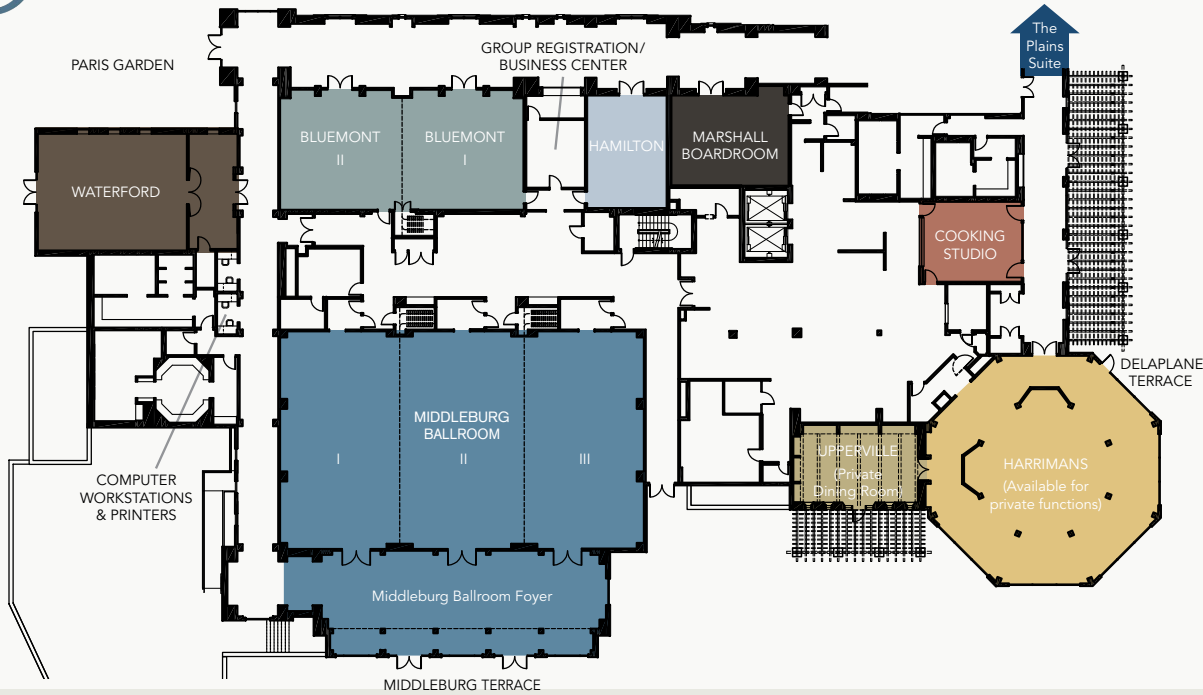 The
Plains
Suite
PARIS GARDEN
GROUP REGISTRATION/
BUSINESS CENTER
BLUEMONT
II
BLUEMONT
I
HAMILTON
MARSHALL
BOARDROOM
WATERFORD
COOKING
STUDIO
DELAPLANE
TERRACE
MIDDLEBURG
BALLROOM
I
II
III
UPPERVILLE
(Private
Dining Room)
HARRIMANS
(Available for
private functions)
COMPUTER
WORKSTATIONS
& PRINTERS
Middleburg Ballroom Foyer
MIDDLEBURG TERRACE